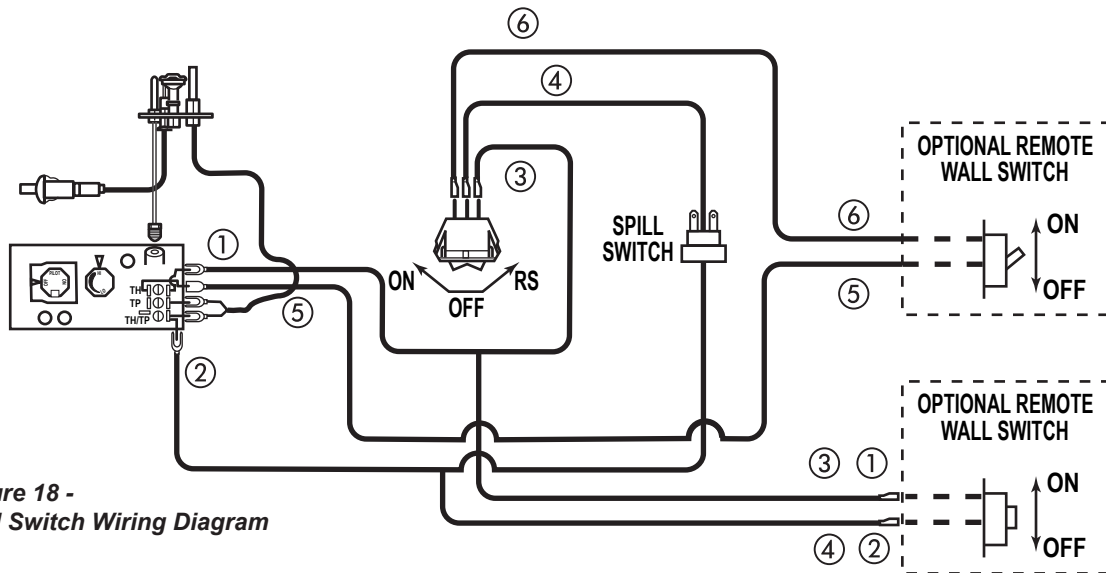 ⑥
④
③
OPTIONAL REMOTE
WALL SWITCH
⑥
ON
OFF
⑤
SPILL
SWITCH
ON
OFF
RS
①
PILOT
TH
TP
TH/TP
⑤
②
OPTIONAL REMOTE
WALL SWITCH
③ ①
ON
OFF
④ ②
18 -
Switch Wiring Diagram